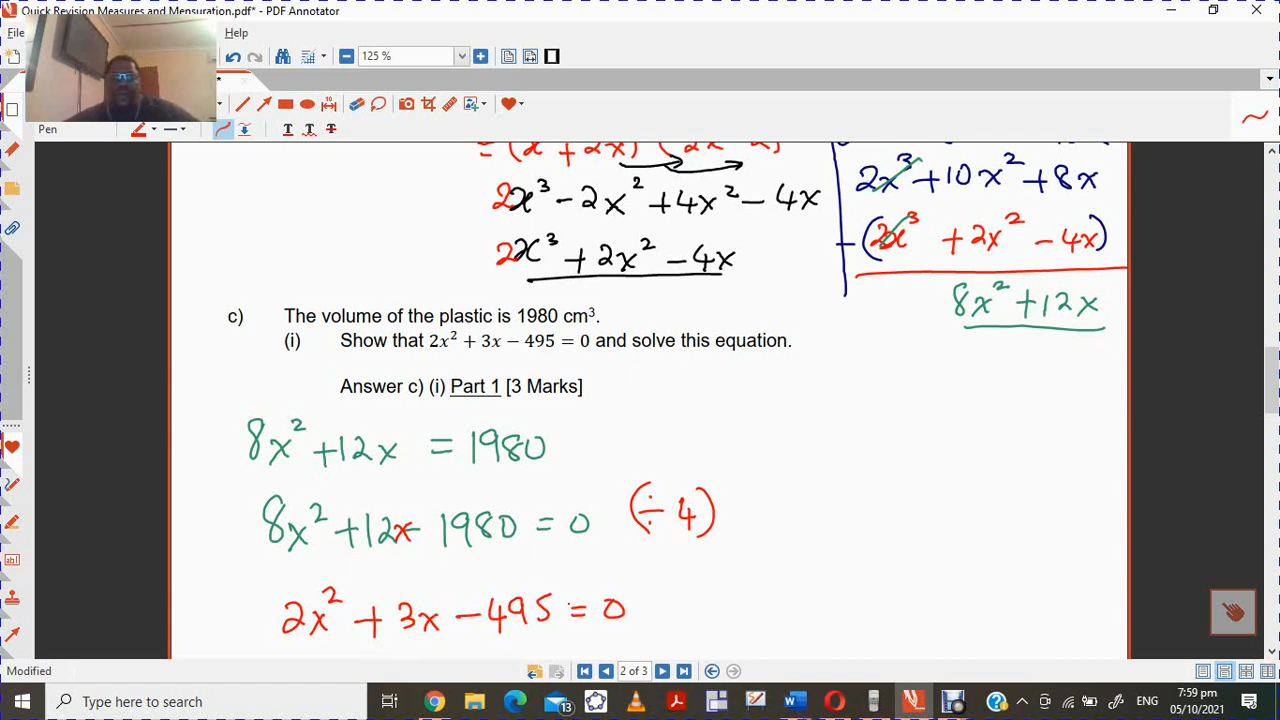 Quick Revision Measures and Mensuration.pdf* - PDF Annotator
Help
125 %
Pen
2x³ - 2x² + 4x² - 4x
2x³ + 2x² - 4x
2x³ + 10x² + 8x
- (2x³ + 2x² - 4x)
8x² + 12x
c) The volume of the plastic is 1980 cm³.
(i) Show that 2x² + 3x − 495 = 0 and solve this equation.
Answer c) (i) Part 1 [3 Marks]
8x² + 12x = 1980
8x² + 12x - 1980 = 0 (÷ 4)
2x² + 3x - 495 = 0
Modified
2 of 3
Type here to search
13
ENG
7:59 pm
05/10/2021